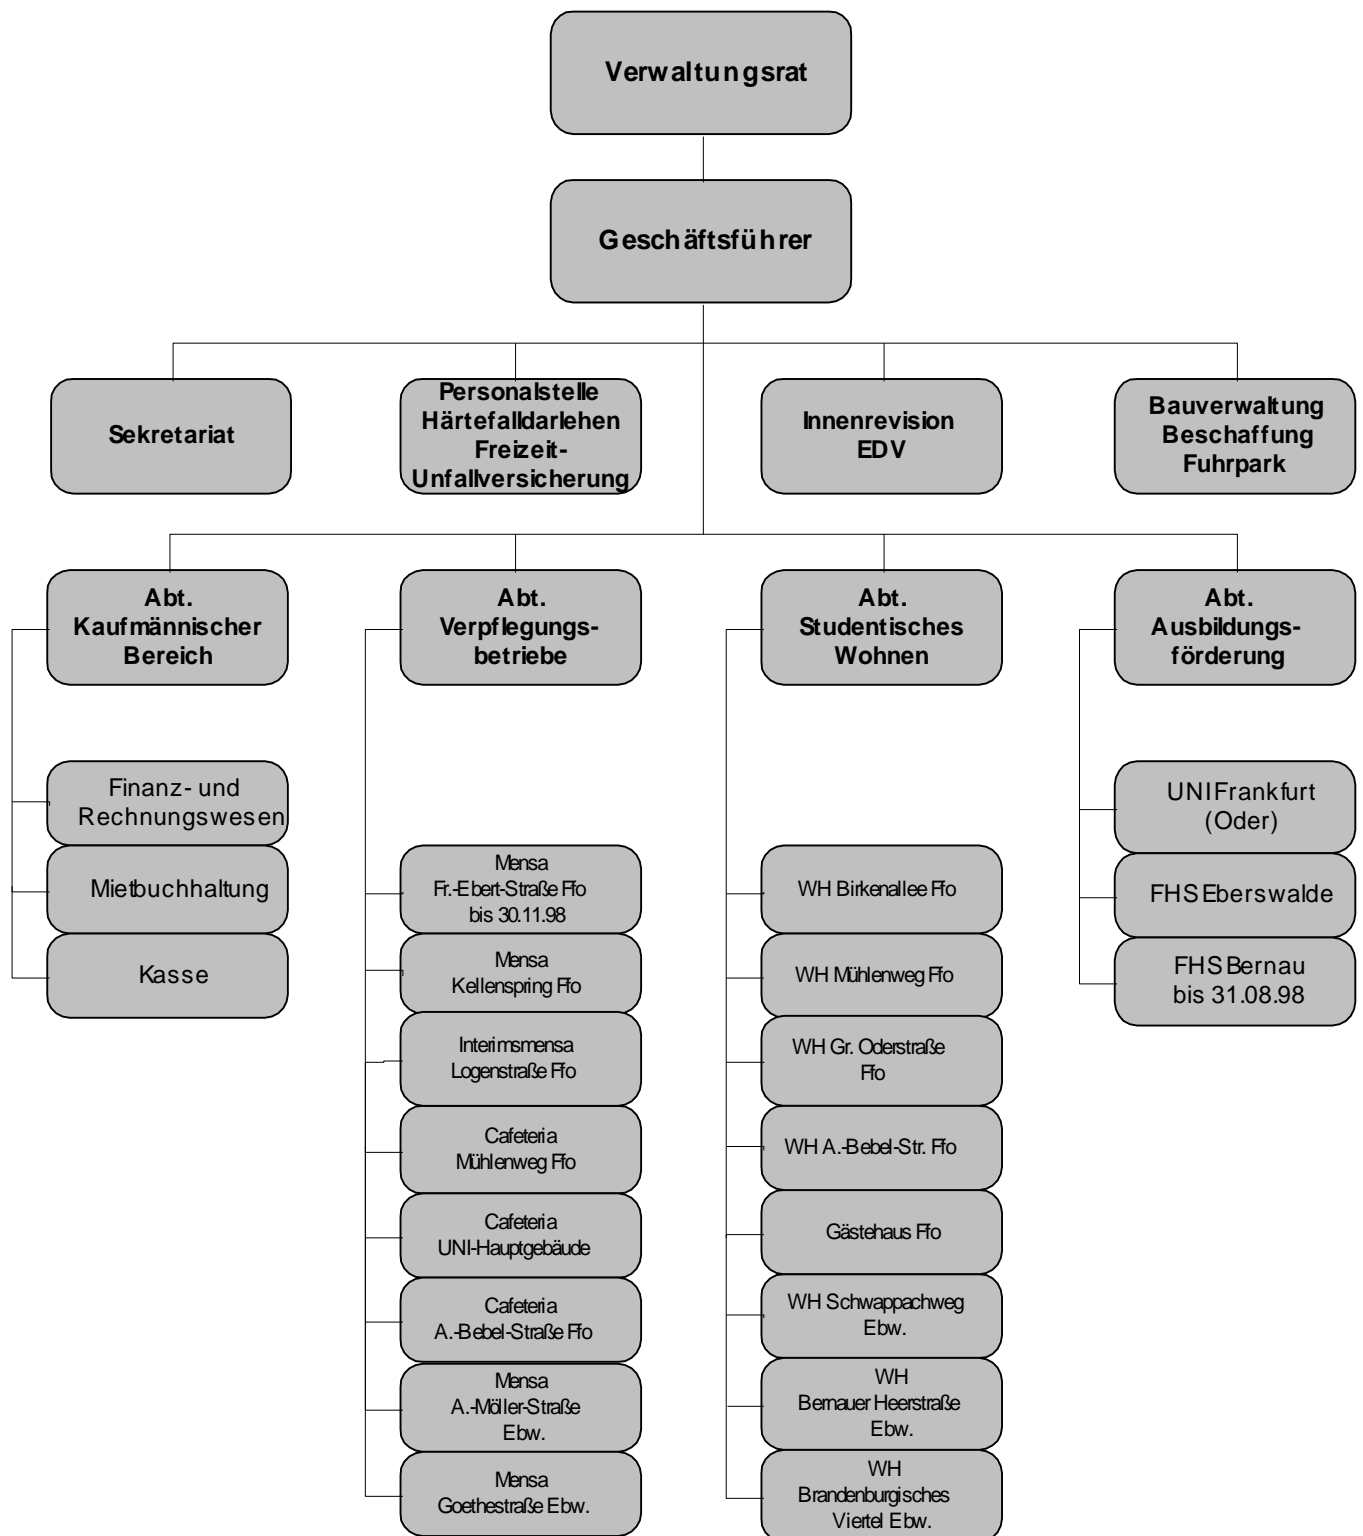 Verwaltungsrat
Geschäftsführer
Sekretariat
Personalstelle
Härtefalldarlehen
Freizeit-
Unfallversicherung
Innenrevision
EDV
Bauverwaltung
Beschaffung
Fuhrpark
Abt.
Kaufmännischer
Bereich
Abt.
Verpflegungs-
betriebe
Abt.
Studentisches
Wohnen
Abt.
Ausbildungs-
förderung
Finanz- und
Rechnungswesen
Mietbuchhaltung
Kasse
Mensa
Fr.-Ebert-Straße Ffo
bis 30.11.98
Mensa
Kellenspring Ffo
Interimsmensa
Logenstraße Ffo
Cafeteria
Mühlenweg Ffo
Cafeteria
UNI-Hauptgebäude
Cafeteria
A.-Bebel-Straße Ffo
Mensa
A.-Möller-Straße
Ebw.
Mensa
Goethestraße Ebw.
WH Birkenallee Ffo
WH Mühlenweg Ffo
WH Gr. Oderstraße
Ffo
WH A.-Bebel-Str. Ffo
Gästehaus Ffo
WH Schwappachweg
Ebw.
WH
Bernauer Heerstraße
Ebw.
WH
Brandenburgisches
Viertel Ebw.
UNI Frankfurt
(Oder)
FHS Eberswalde
FHS Bernau
bis 31.08.98